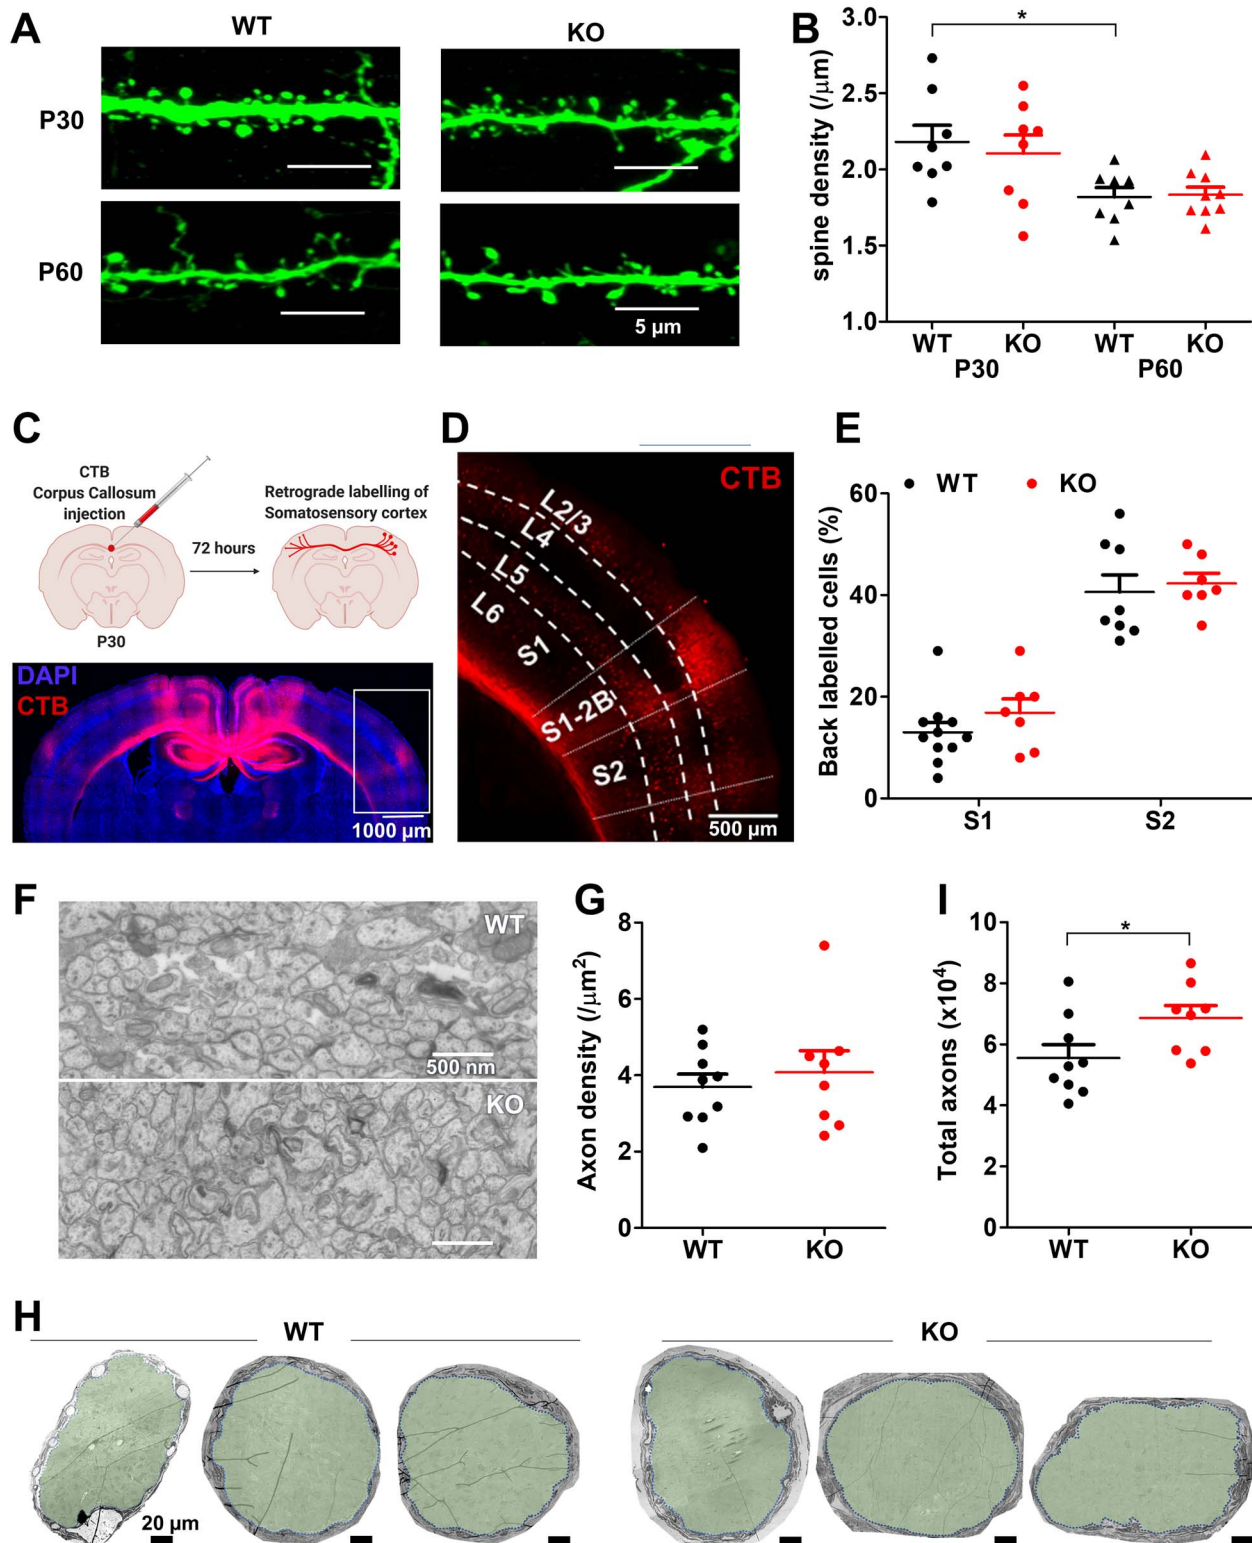 A
WT
KO
P30
P60
5 µm
B
*
spine density (/µm)
3.0
2.5
2.0
1.5
1.0
WT
KO
WT
KO
P30
P60
C
CTB
Corpus Callosum
injection
72 hours
Retrograde labelling of
Somatosensory cortex
P30
DAPI
CTB
1000 µm
D
CTB
L2/3
L4
L5
L6
S1
S1-2B
S2
500 µm
E
WT
KO
Back labelled cells (%)
60
40
20
0
S1
S2
F
WT
500 nm
KO
G
Axon density (/µm²)
8
6
4
2
0
WT
KO
I
*
Total axons (x10⁴)
10
8
6
4
2
0
WT
KO
H
WT
KO
20 µm